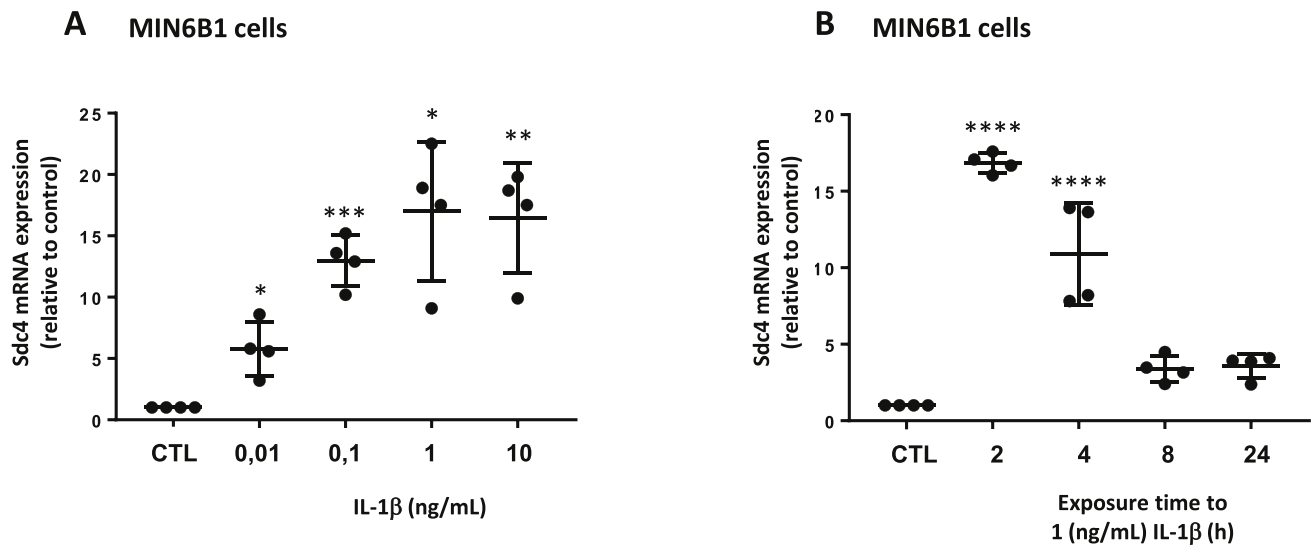 A MIN6B1 cells
Sdc4 mRNA expression
(relative to control)
25
20
15
10
5
0
*
***
*
**
CTL 0,01 0,1 1 10
IL-1β (ng/mL)
B MIN6B1 cells
Sdc4 mRNA expression
(relative to control)
20
15
10
5
0
****
****
CTL 2 4 8 24
Exposure time to
1 (ng/mL) IL-1β (h)